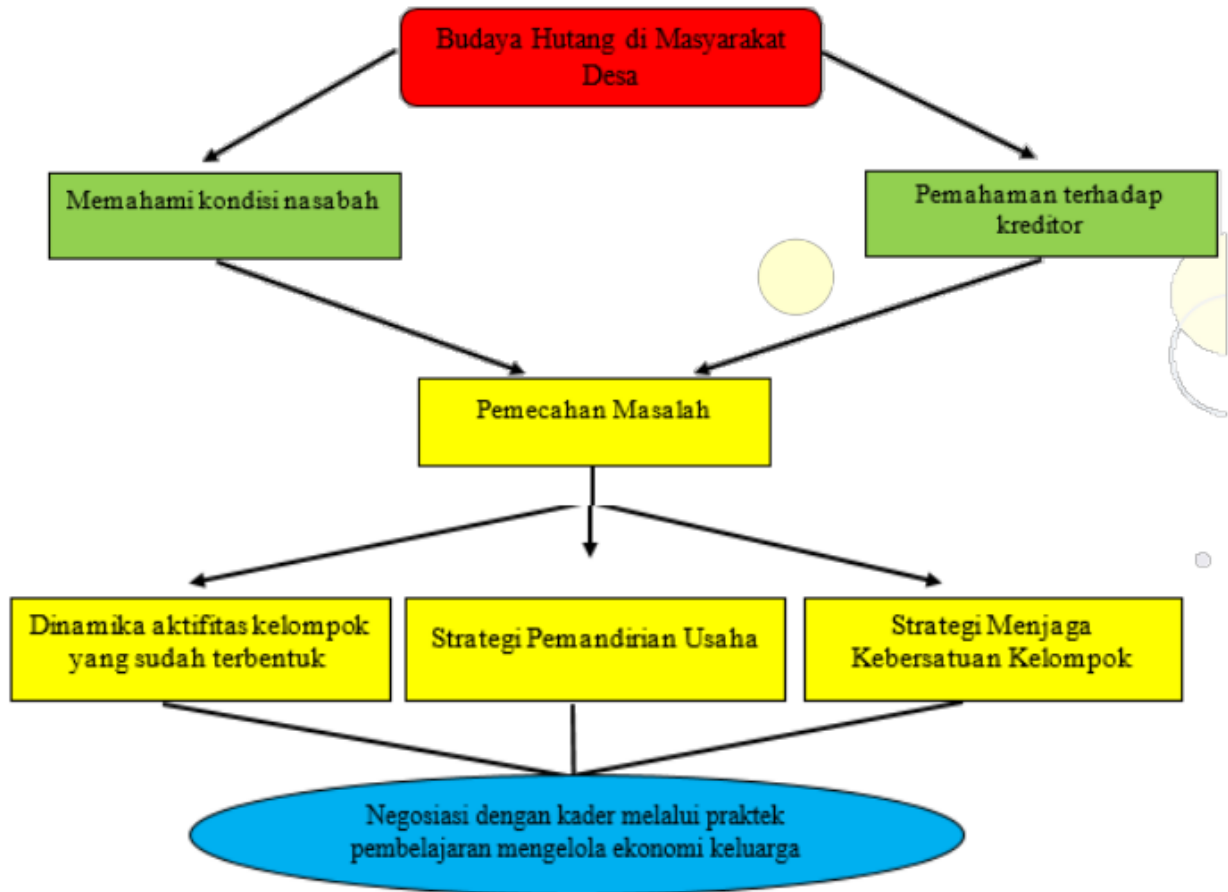 Budaya Hutang di Masyarakat
Desa
Memahami kondisi nasabah
Pemahaman terhadap
kreditor
Pemecahan Masalah
Dinamika aktifitas kelompok
yang sudah terbentuk
Strategi Pemandirian Usaha
Strategi Menjaga
Kebersatuan Kelompok
Negosiasi dengan kader melalui praktek
pembelajaran mengelola ekonomi keluarga